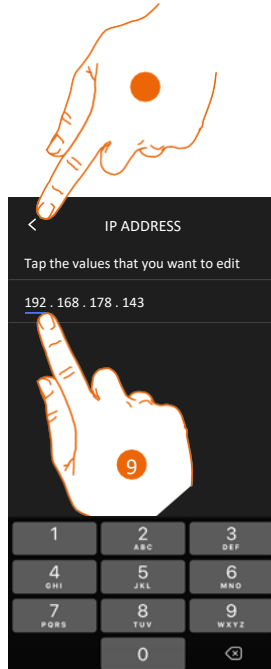 < IP ADDRESS
Tap the values that you want to edit
192 . 168 . 178 . 143
9
1 2 3
ABC DEF
4 5 6
GHI JKL MNO
7 8 9
PQRS TUV WXYZ
0